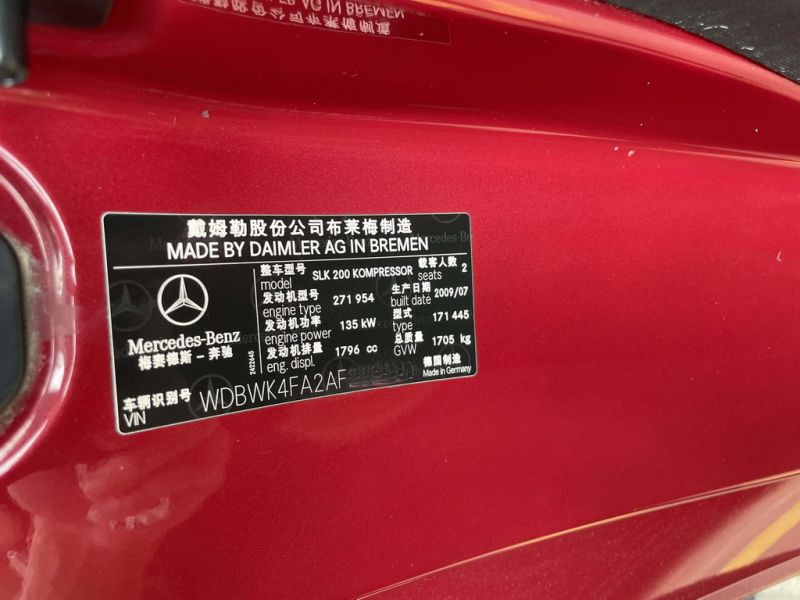 戴姆勒股份公司布莱梅制造
MADE BY DAIMLER AG IN BREMEN
Mercedes-Benz
梅赛德斯－奔驰
2422645
整车型号 SLK 200 KOMPRESSOR 载客人数 2
model seats
发动机型号 271 954 生产日期 2009/07
engine type built date
发动机功率 135 kW 型式 171 445
engine power type
发动机排量 1796 cc 总质量 1705 kg
eng. displ. GVW
德国制造
Made in Germany
车辆识别号 WDBWK4FA2AF
VIN